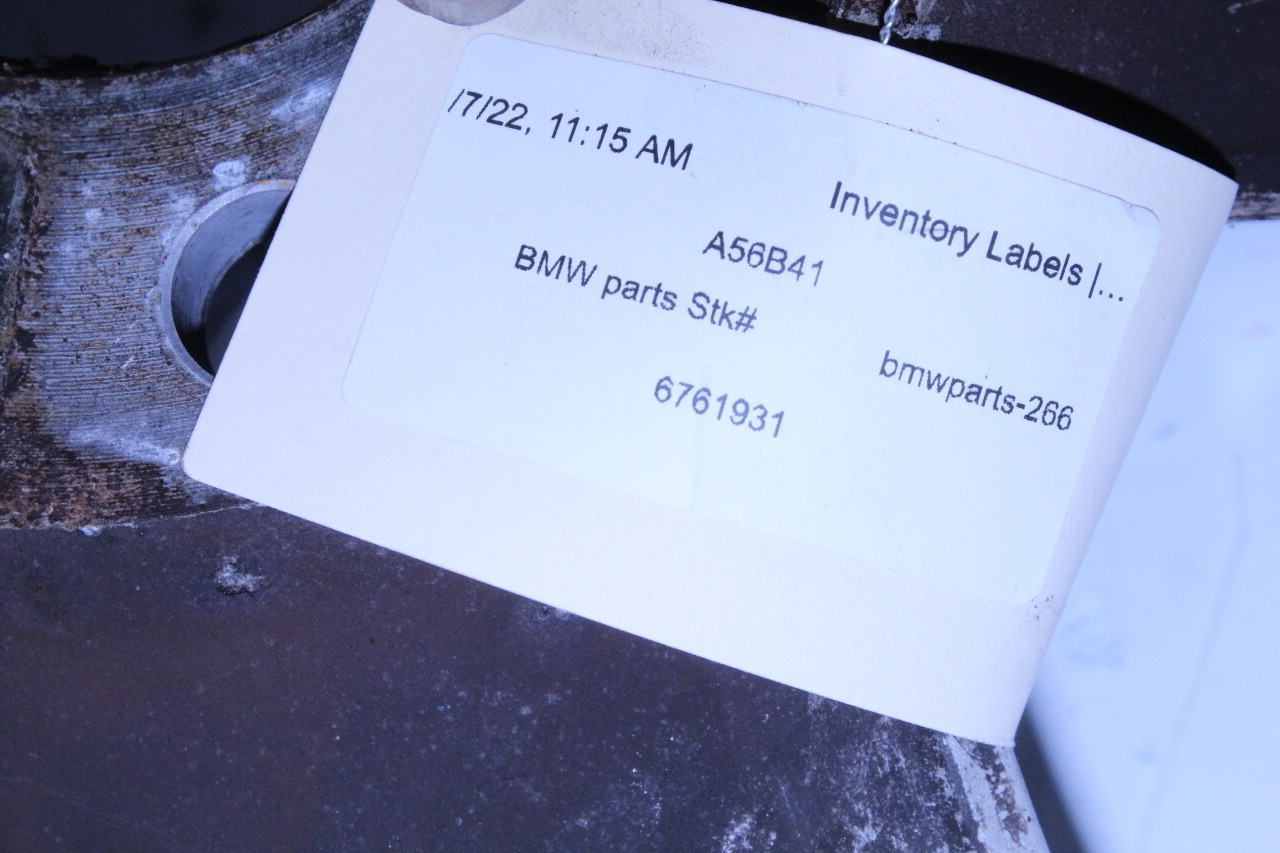 /7/22, 11:15 AM
Inventory Labels |...
A56B41
BMW parts Stk#
bmwparts-266
6761931